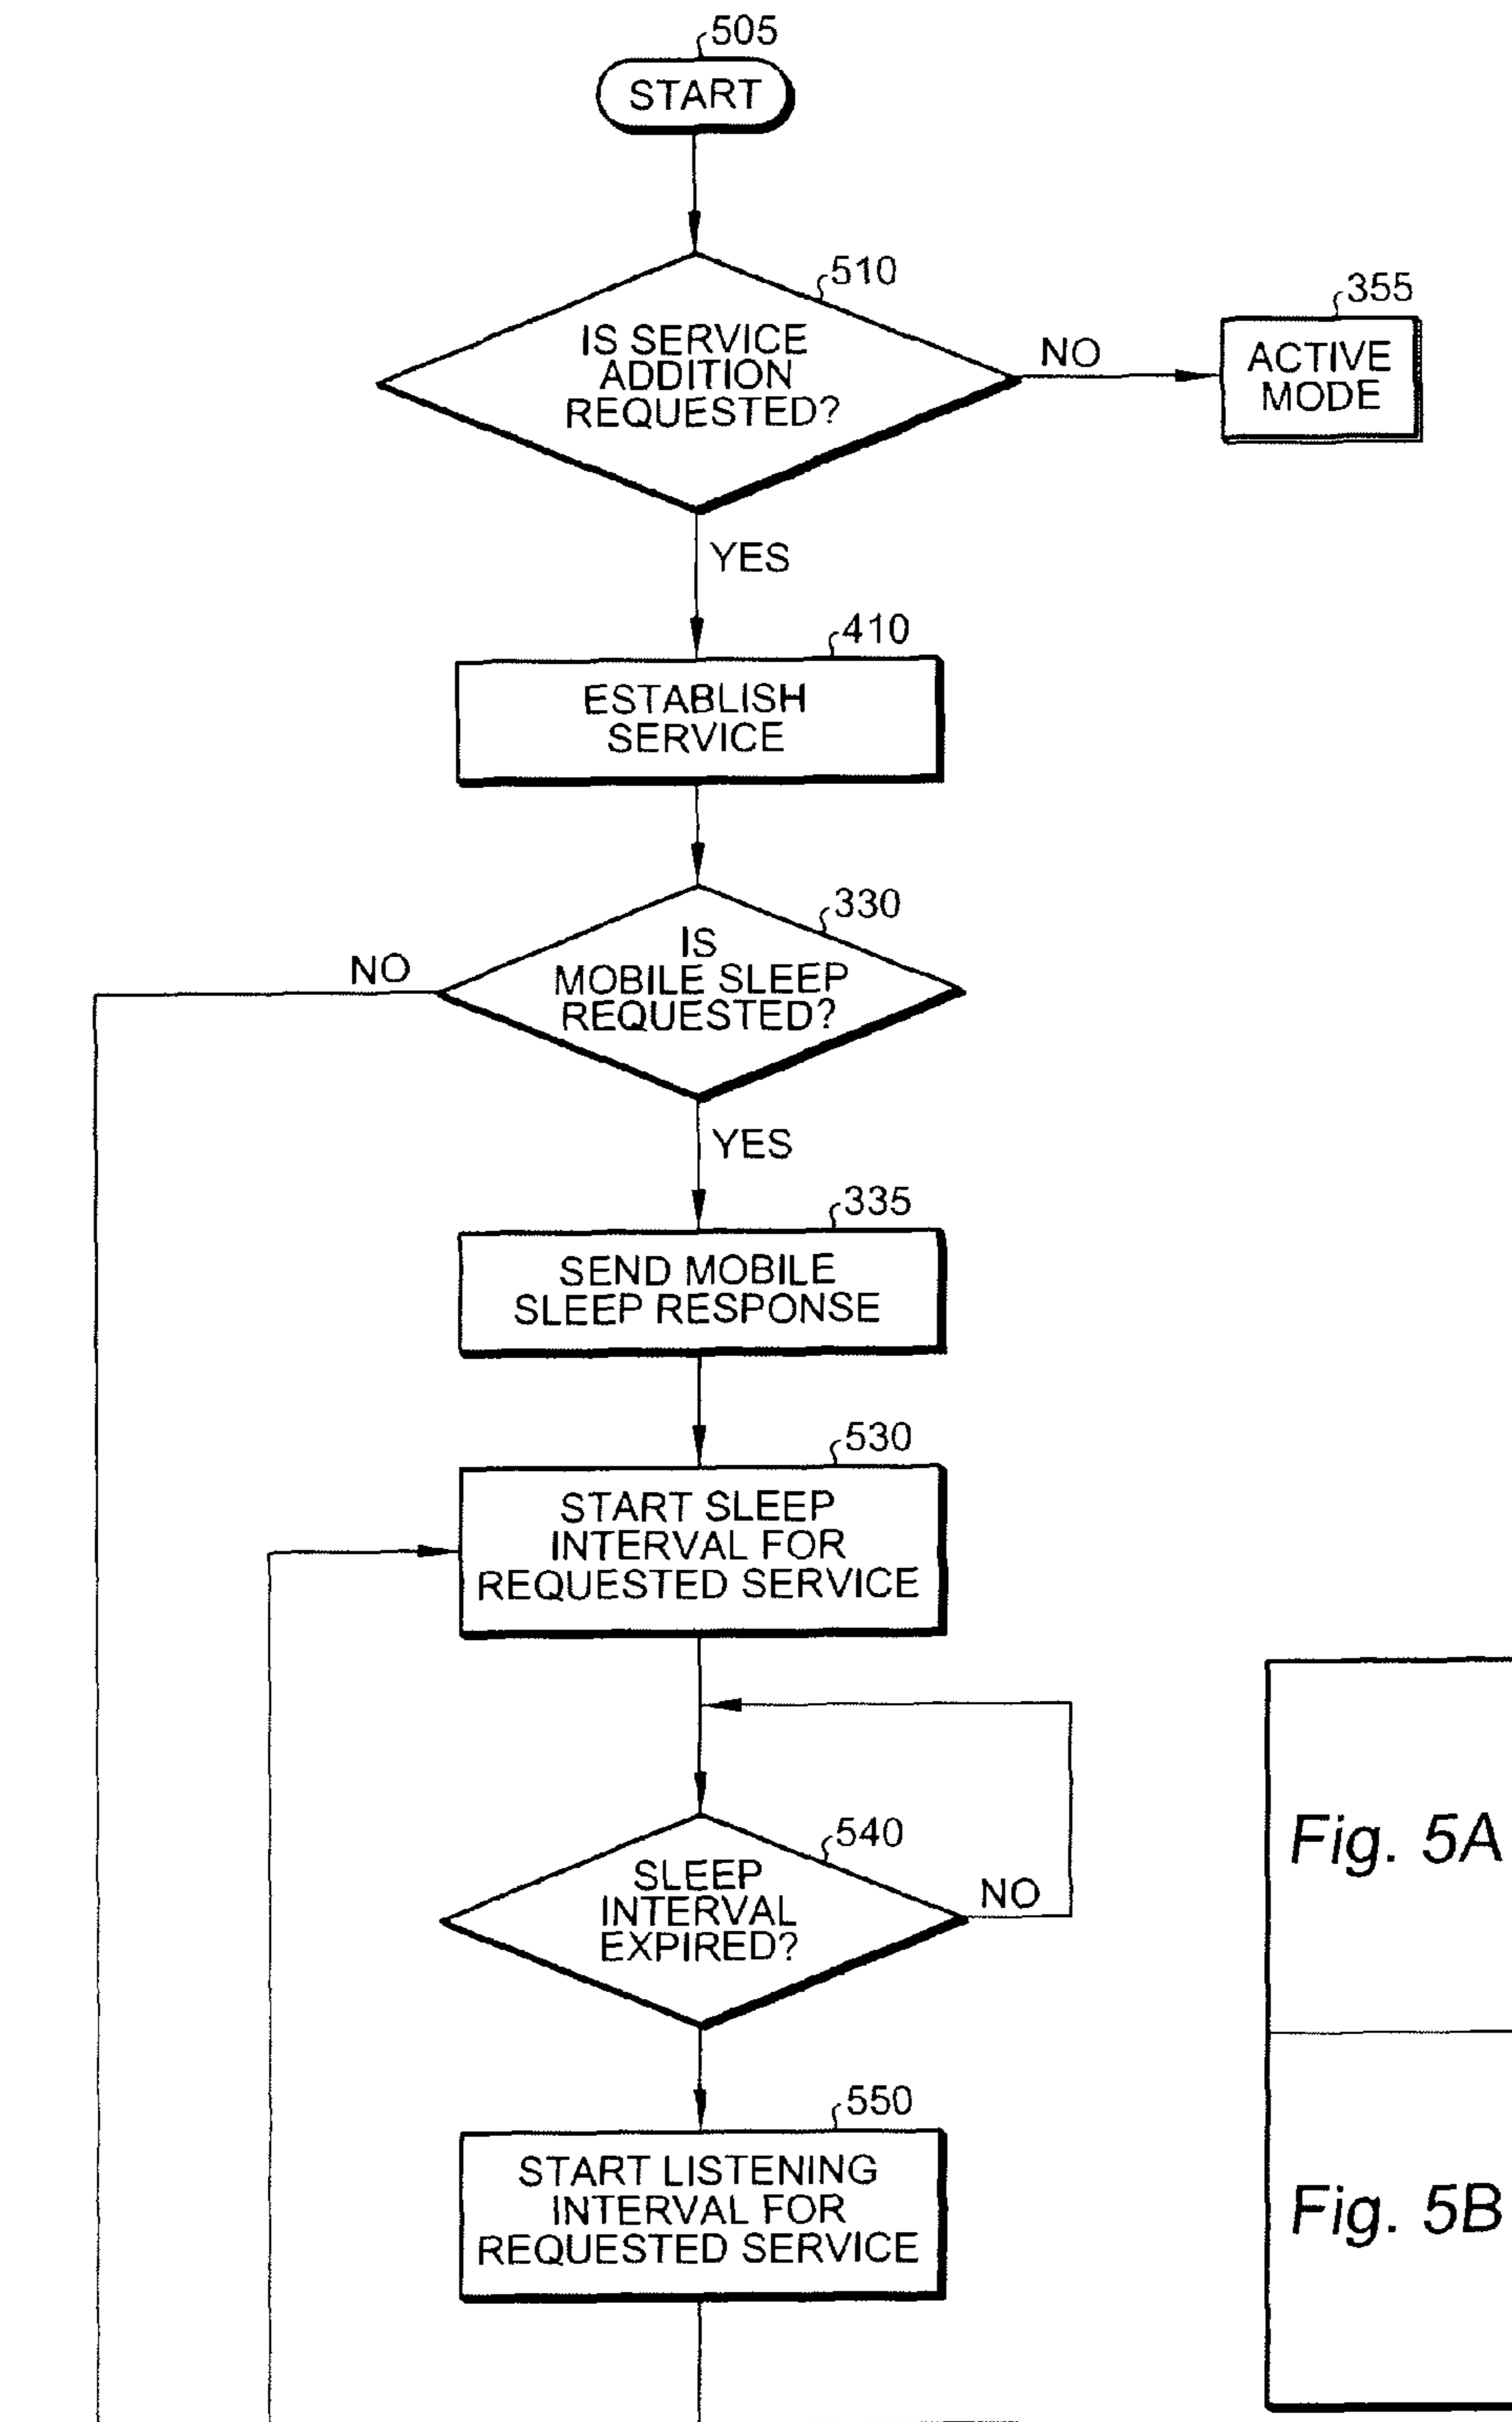 505
START
510
IS SERVICE
ADDITION
REQUESTED?
NO
355
ACTIVE
MODE
YES
410
ESTABLISH
SERVICE
330
IS
MOBILE SLEEP
REQUESTED?
NO
YES
335
SEND MOBILE
SLEEP RESPONSE
530
START SLEEP
INTERVAL FOR
REQUESTED SERVICE
540
SLEEP
INTERVAL
EXPIRED?
NO
550
START LISTENING
INTERVAL FOR
REQUESTED SERVICE
Fig. 5A
Fig. 5B